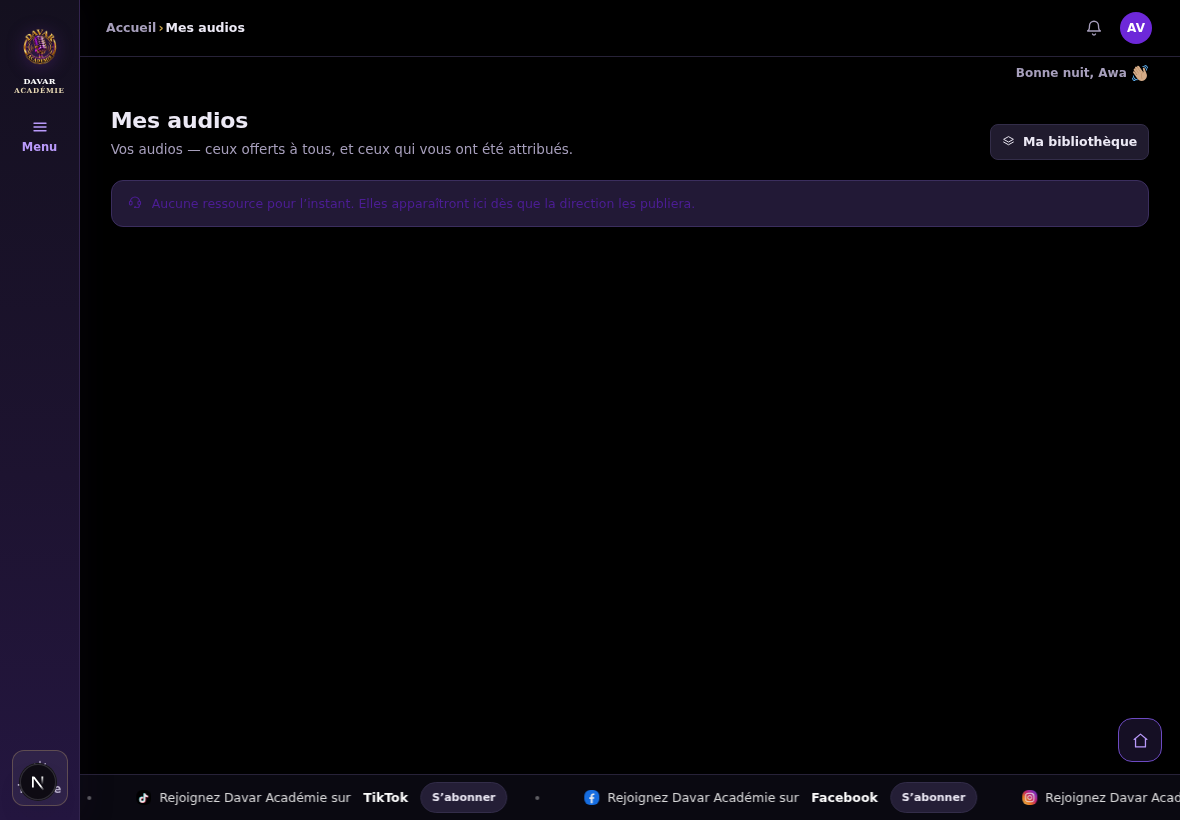 DAVAR
ACADÉMIE
Menu
Accueil › Mes audios
AV
Bonne nuit, Awa 👋🏼
Mes audios
Vos audios — ceux offerts à tous, et ceux qui vous ont été attribués.
Ma bibliothèque
Aucune ressource pour l’instant. Elles apparaîtront ici dès que la direction les publiera.
N
Rejoignez Davar Académie sur TikTok S’abonner
Rejoignez Davar Académie sur Facebook S’abonner
Rejoignez Davar